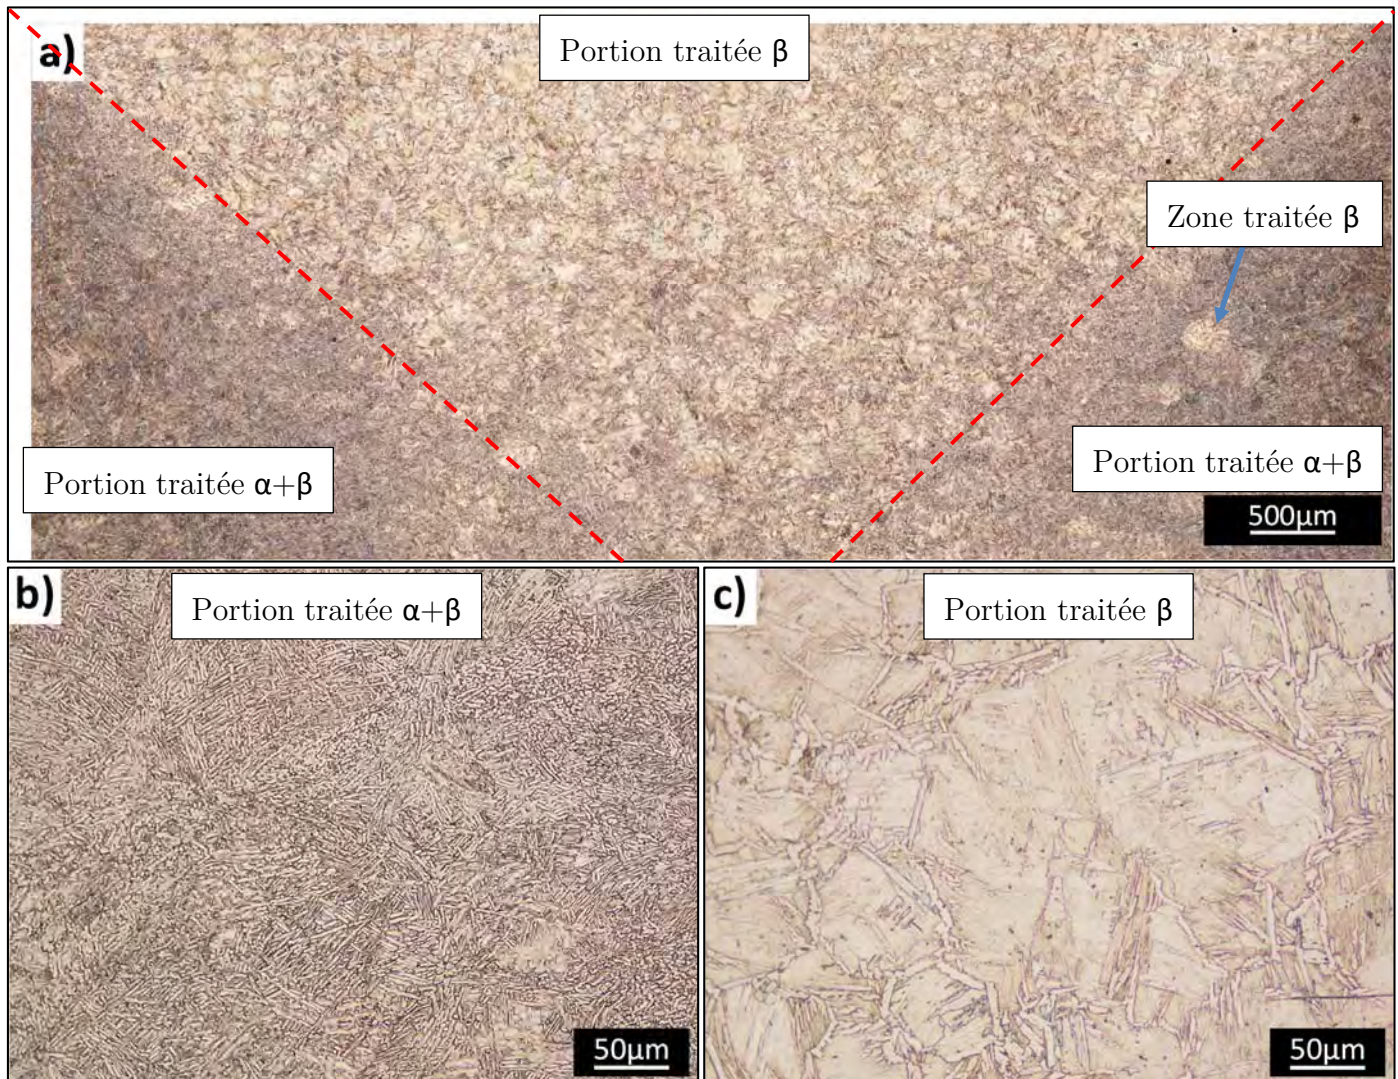 a)
Portion traitée β
Zone traitée β
Portion traitée α+β
Portion traitée α+β
500µm
b)
Portion traitée α+β
50µm
c)
Portion traitée β
50µm